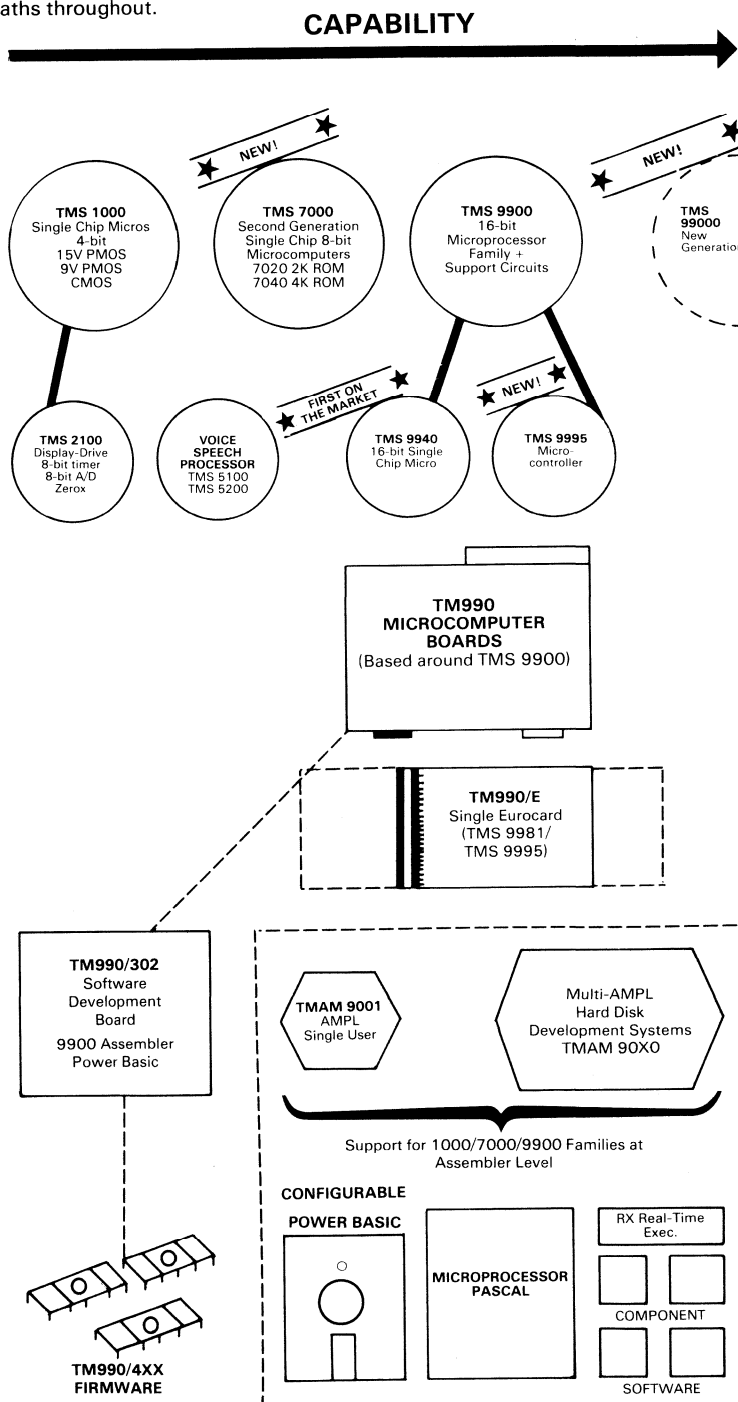 aths throughout.
CAPABILITY
NEW!
NEW!
TMS 1000
Single Chip Micros
4-bit
15V PMOS
9V PMOS
CMOS
TMS 7000
Second Generation
Single Chip 8-bit
Microcomputers
7020 2K ROM
7040 4K ROM
TMS 9900
16-bit
Microprocessor
Family +
Support Circuits
TMS
99000
New
Generation
FIRST ON
THE MARKET
NEW!
TMS 2100
Display-Drive
8-bit timer
8-bit A/D
Zerox
VOICE
SPEECH
PROCESSOR
TMS 5100
TMS 5200
TMS 9940
16-bit Single
Chip Micro
TMS 9995
Micro-
controller
TM990
MICROCOMPUTER
BOARDS
(Based around TMS 9900)
TM990/E
Single Eurocard
(TMS 9981/
TMS 9995)
TM990/302
Software
Development
Board
9900 Assembler
Power Basic
TMAM 9001
AMPL
Single User
Multi-AMPL
Hard Disk
Development Systems
TMAM 90X0
Support for 1000/7000/9900 Families at
Assembler Level
CONFIGURABLE
POWER BASIC
MICROPROCESSOR
PASCAL
RX Real-Time
Exec.
COMPONENT
SOFTWARE
TM990/4XX
FIRMWARE